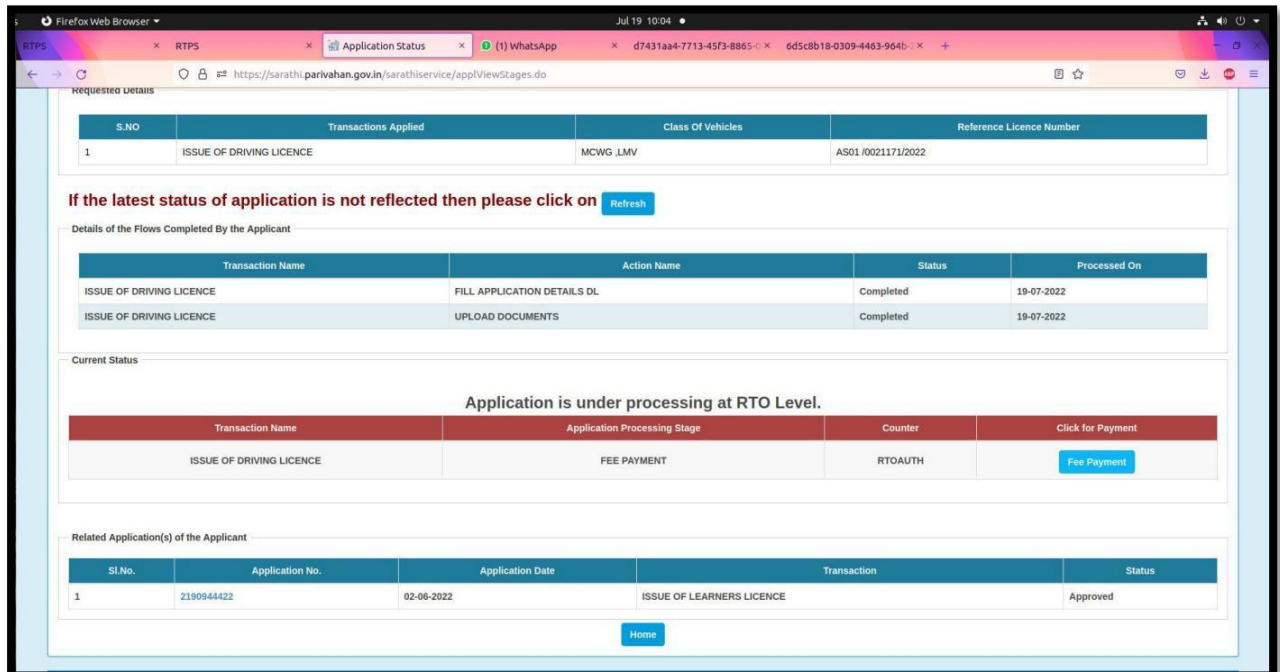 Firefox Web Browser
Jul 19 10:04
RTPS
RTPS
Application Status
(1) WhatsApp
d7431aa4-7713-45f3-8865-
6d5c8b18-0309-4463-964b-
https://sarathi.parivahan.gov.in/sarathiservice/applViewStages.do
ABP
Requested Details
S.NO Transactions Applied Class Of Vehicles Reference Licence Number
1 ISSUE OF DRIVING LICENCE MCWG ,LMV AS01 /0021171/2022
If the latest status of application is not reflected then please click on Refresh
Details of the Flows Completed By the Applicant
Transaction Name Action Name Status Processed On
ISSUE OF DRIVING LICENCE FILL APPLICATION DETAILS DL Completed 19-07-2022
ISSUE OF DRIVING LICENCE UPLOAD DOCUMENTS Completed 19-07-2022
Current Status
Application is under processing at RTO Level.
Transaction Name Application Processing Stage Counter Click for Payment
ISSUE OF DRIVING LICENCE FEE PAYMENT RTOAUTH Fee Payment
Related Application(s) of the Applicant
Sl.No. Application No. Application Date Transaction Status
1 2190944422 02-06-2022 ISSUE OF LEARNERS LICENCE Approved
Home